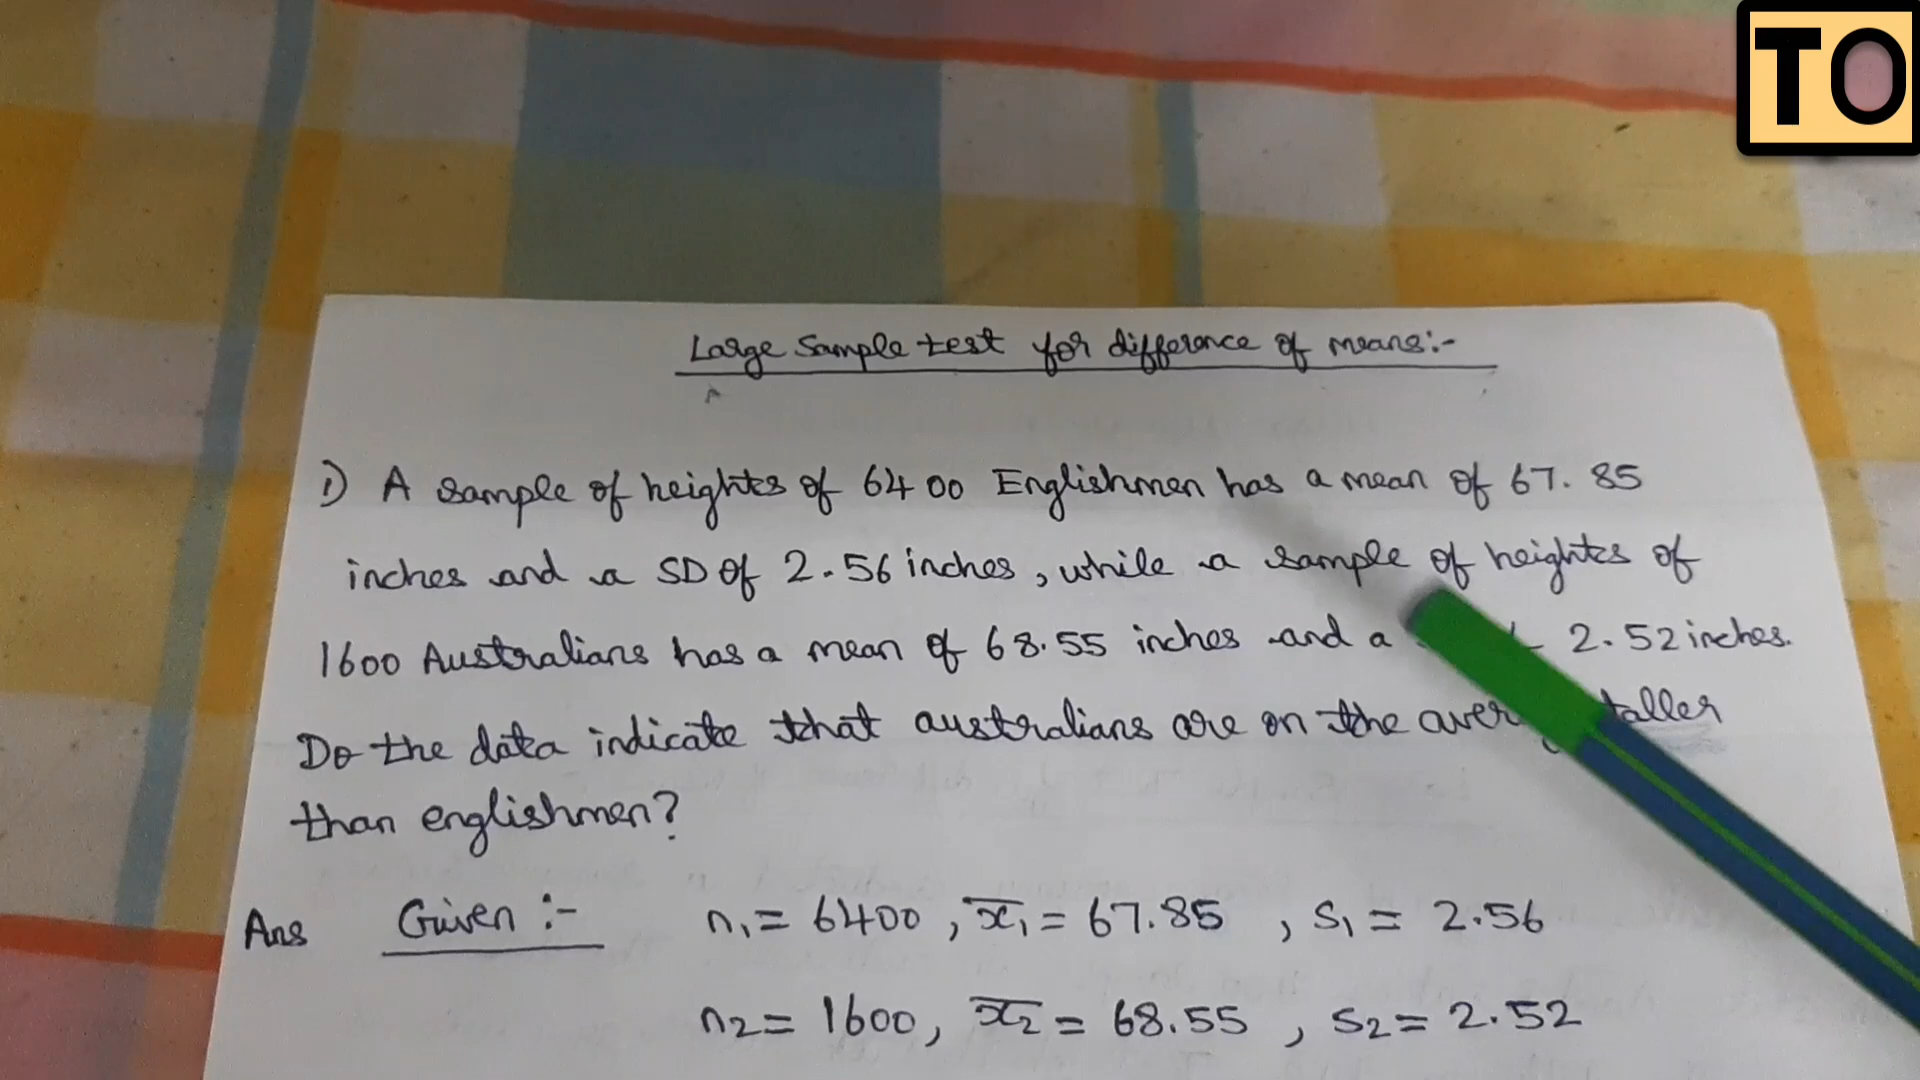 TO
Large Sample test for difference of means:-
1) A sample of heights of 6400 Englishmen has a mean of 67.85
inches and a SD of 2.56 inches, while a sample of heights of
1600 Australians has a mean of 68.55 inches and a 2.52 inches.
Do the data indicate that australians are on the taller
than englishmen?
Ans Given :- n₁ = 6400, x̄₁ = 67.85, S₁ = 2.56
n₂ = 1600, x̄₂ = 68.55, S₂ = 2.52